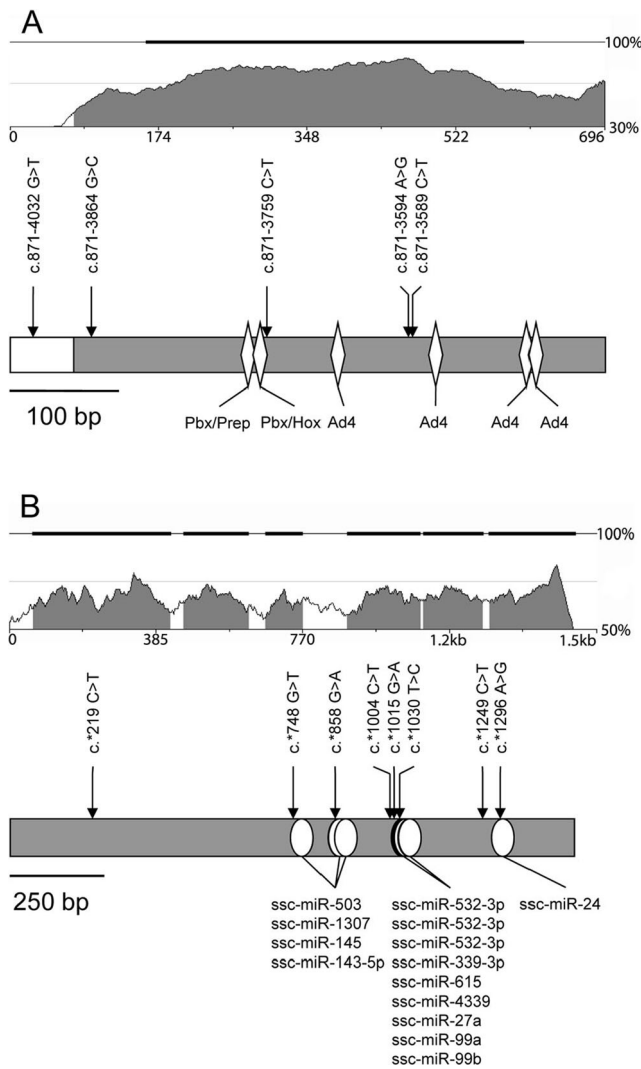 A
100%
30%
0 174 348 522 696
c.871-4032 G>T
c.871-3864 G>C
c.871-3759 C>T
c.871-3594 A>G
c.871-3589 C>T
100 bp
Pbx/Prep Pbx/Hox Ad4 Ad4 Ad4 Ad4
B
100%
50%
0 385 770 1.2kb 1.5kb
c.*219 C>T
c.*748 G>T
c.*858 G>A
c.*1004 C>T
c.*1015 G>A
c.*1030 T>C
c.*1249 C>T
c.*1296 A>G
250 bp
ssc-miR-503
ssc-miR-1307
ssc-miR-145
ssc-miR-143-5p
ssc-miR-532-3p
ssc-miR-532-3p
ssc-miR-532-3p
ssc-miR-339-3p
ssc-miR-615
ssc-miR-4339
ssc-miR-27a
ssc-miR-99a
ssc-miR-99b
ssc-miR-24